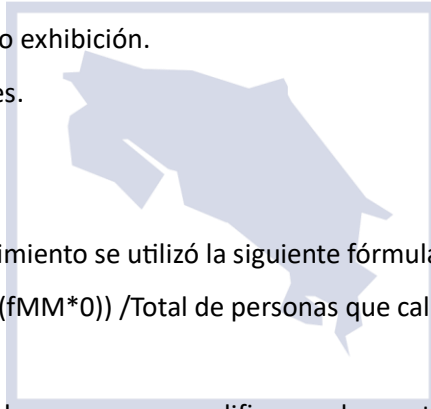 o exhibición.
es.
imiento se utilizó la siguiente fórmula
(fMM*0)) /Total de personas que cal